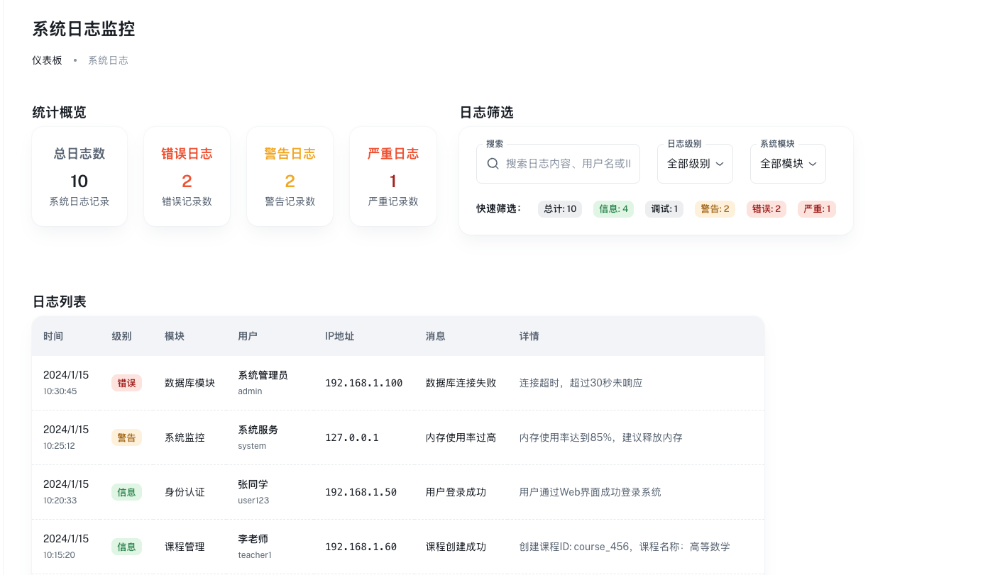 系统日志监控
仪表板 • 系统日志
统计概览
总日志数
10
系统日志记录
错误日志
2
错误记录数
警告日志
2
警告记录数
严重日志
1
严重记录数
日志筛选
搜索
搜索日志内容、用户名或II
日志级别
全部级别
系统模块
全部模块
快速筛选： 总计: 10 信息: 4 调试: 1 警告: 2 错误: 2 严重: 1
日志列表
时间 级别 模块 用户 IP地址 消息 详情
2024/1/15
10:30:45
错误 数据库模块
系统管理员
admin
192.168.1.100 数据库连接失败 连接超时，超过30秒未响应
2024/1/15
10:25:12
警告 系统监控
系统服务
system
127.0.0.1 内存使用率过高 内存使用率达到85%，建议释放内存
2024/1/15
10:20:33
信息 身份认证
张同学
user123
192.168.1.50 用户登录成功 用户通过Web界面成功登录系统
2024/1/15
10:15:20
信息 课程管理
李老师
teacher1
192.168.1.60 课程创建成功 创建课程ID: course_456，课程名称：高等数学